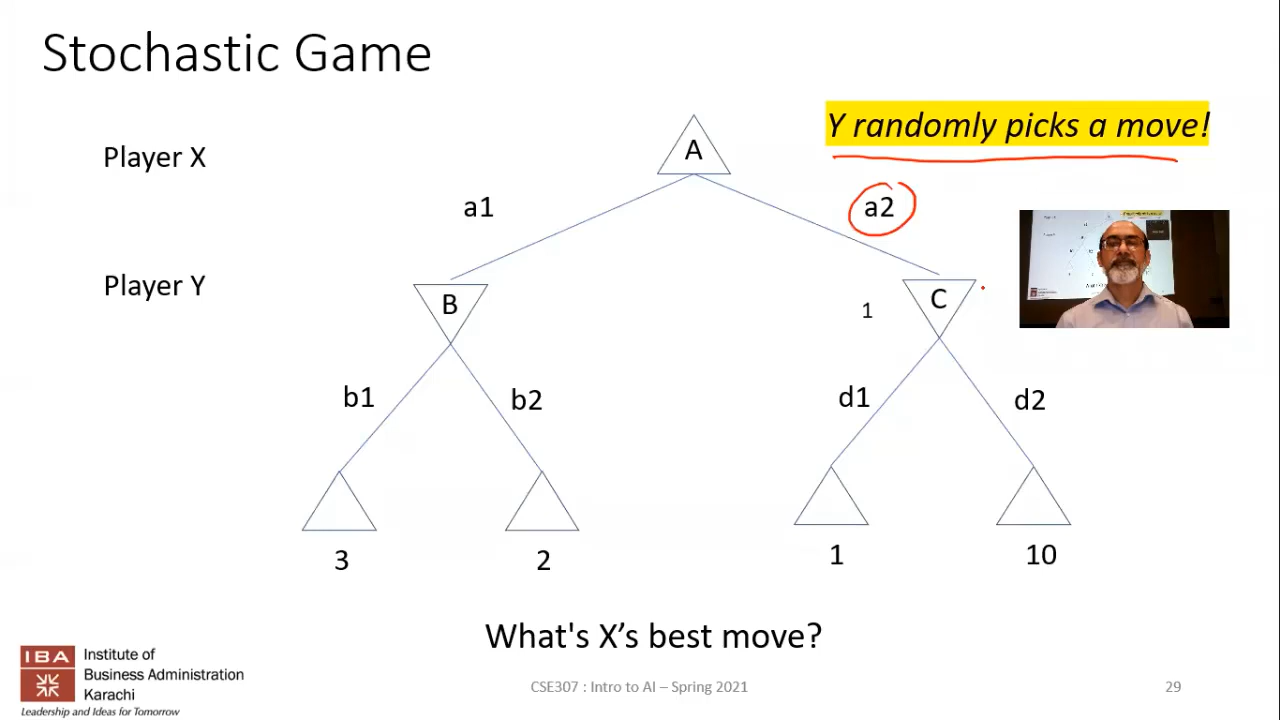 Stochastic Game
Y randomly picks a move!
Player X
A
a1
a2
Player Y
B
1
C
b1
b2
d1
d2
3
2
1
10
What's X’s best move?
IBA
Institute of
Business Administration
Karachi
Leadership and Ideas for Tomorrow
CSE307 : Intro to AI – Spring 2021
29